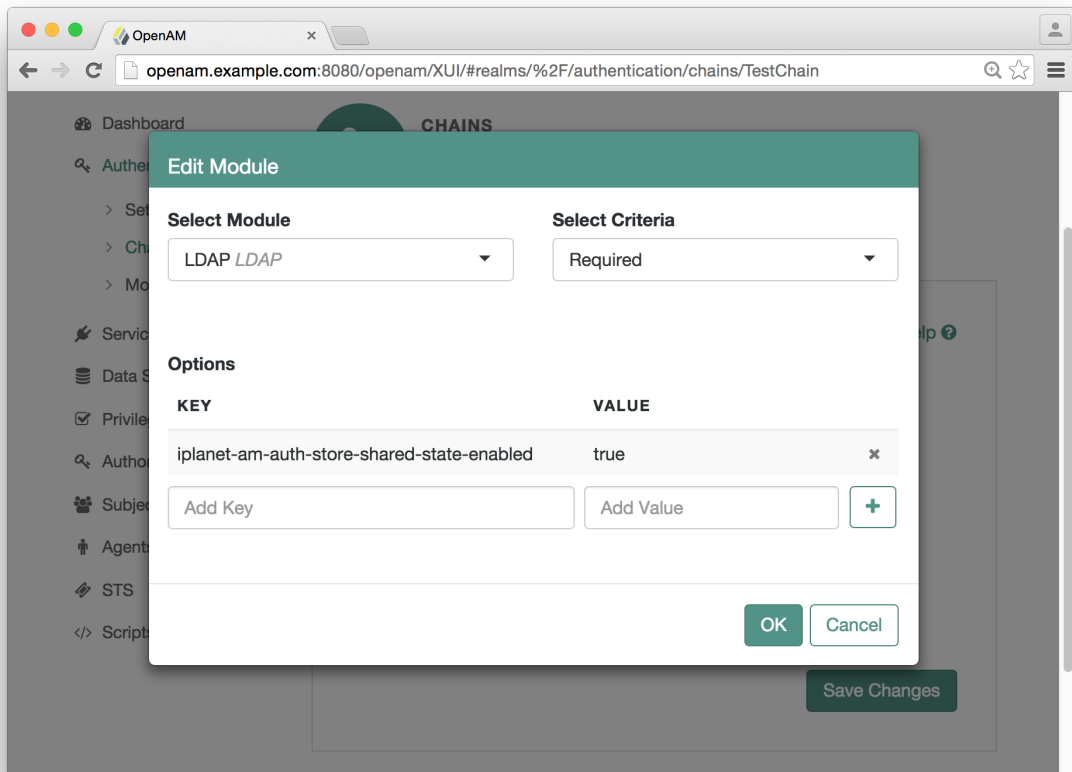 OpenAM
openam.example.com:8080/openam/XUI/#realms/%2F/authentication/chains/TestChain
Dashboard
CHAINS
Edit Module
Select Module
Select Criteria
LDAP LDAP
Required
Options
KEY
VALUE
iplanet-am-auth-store-shared-state-enabled
true
Add Key
Add Value
STS
OK
Cancel
Save Changes